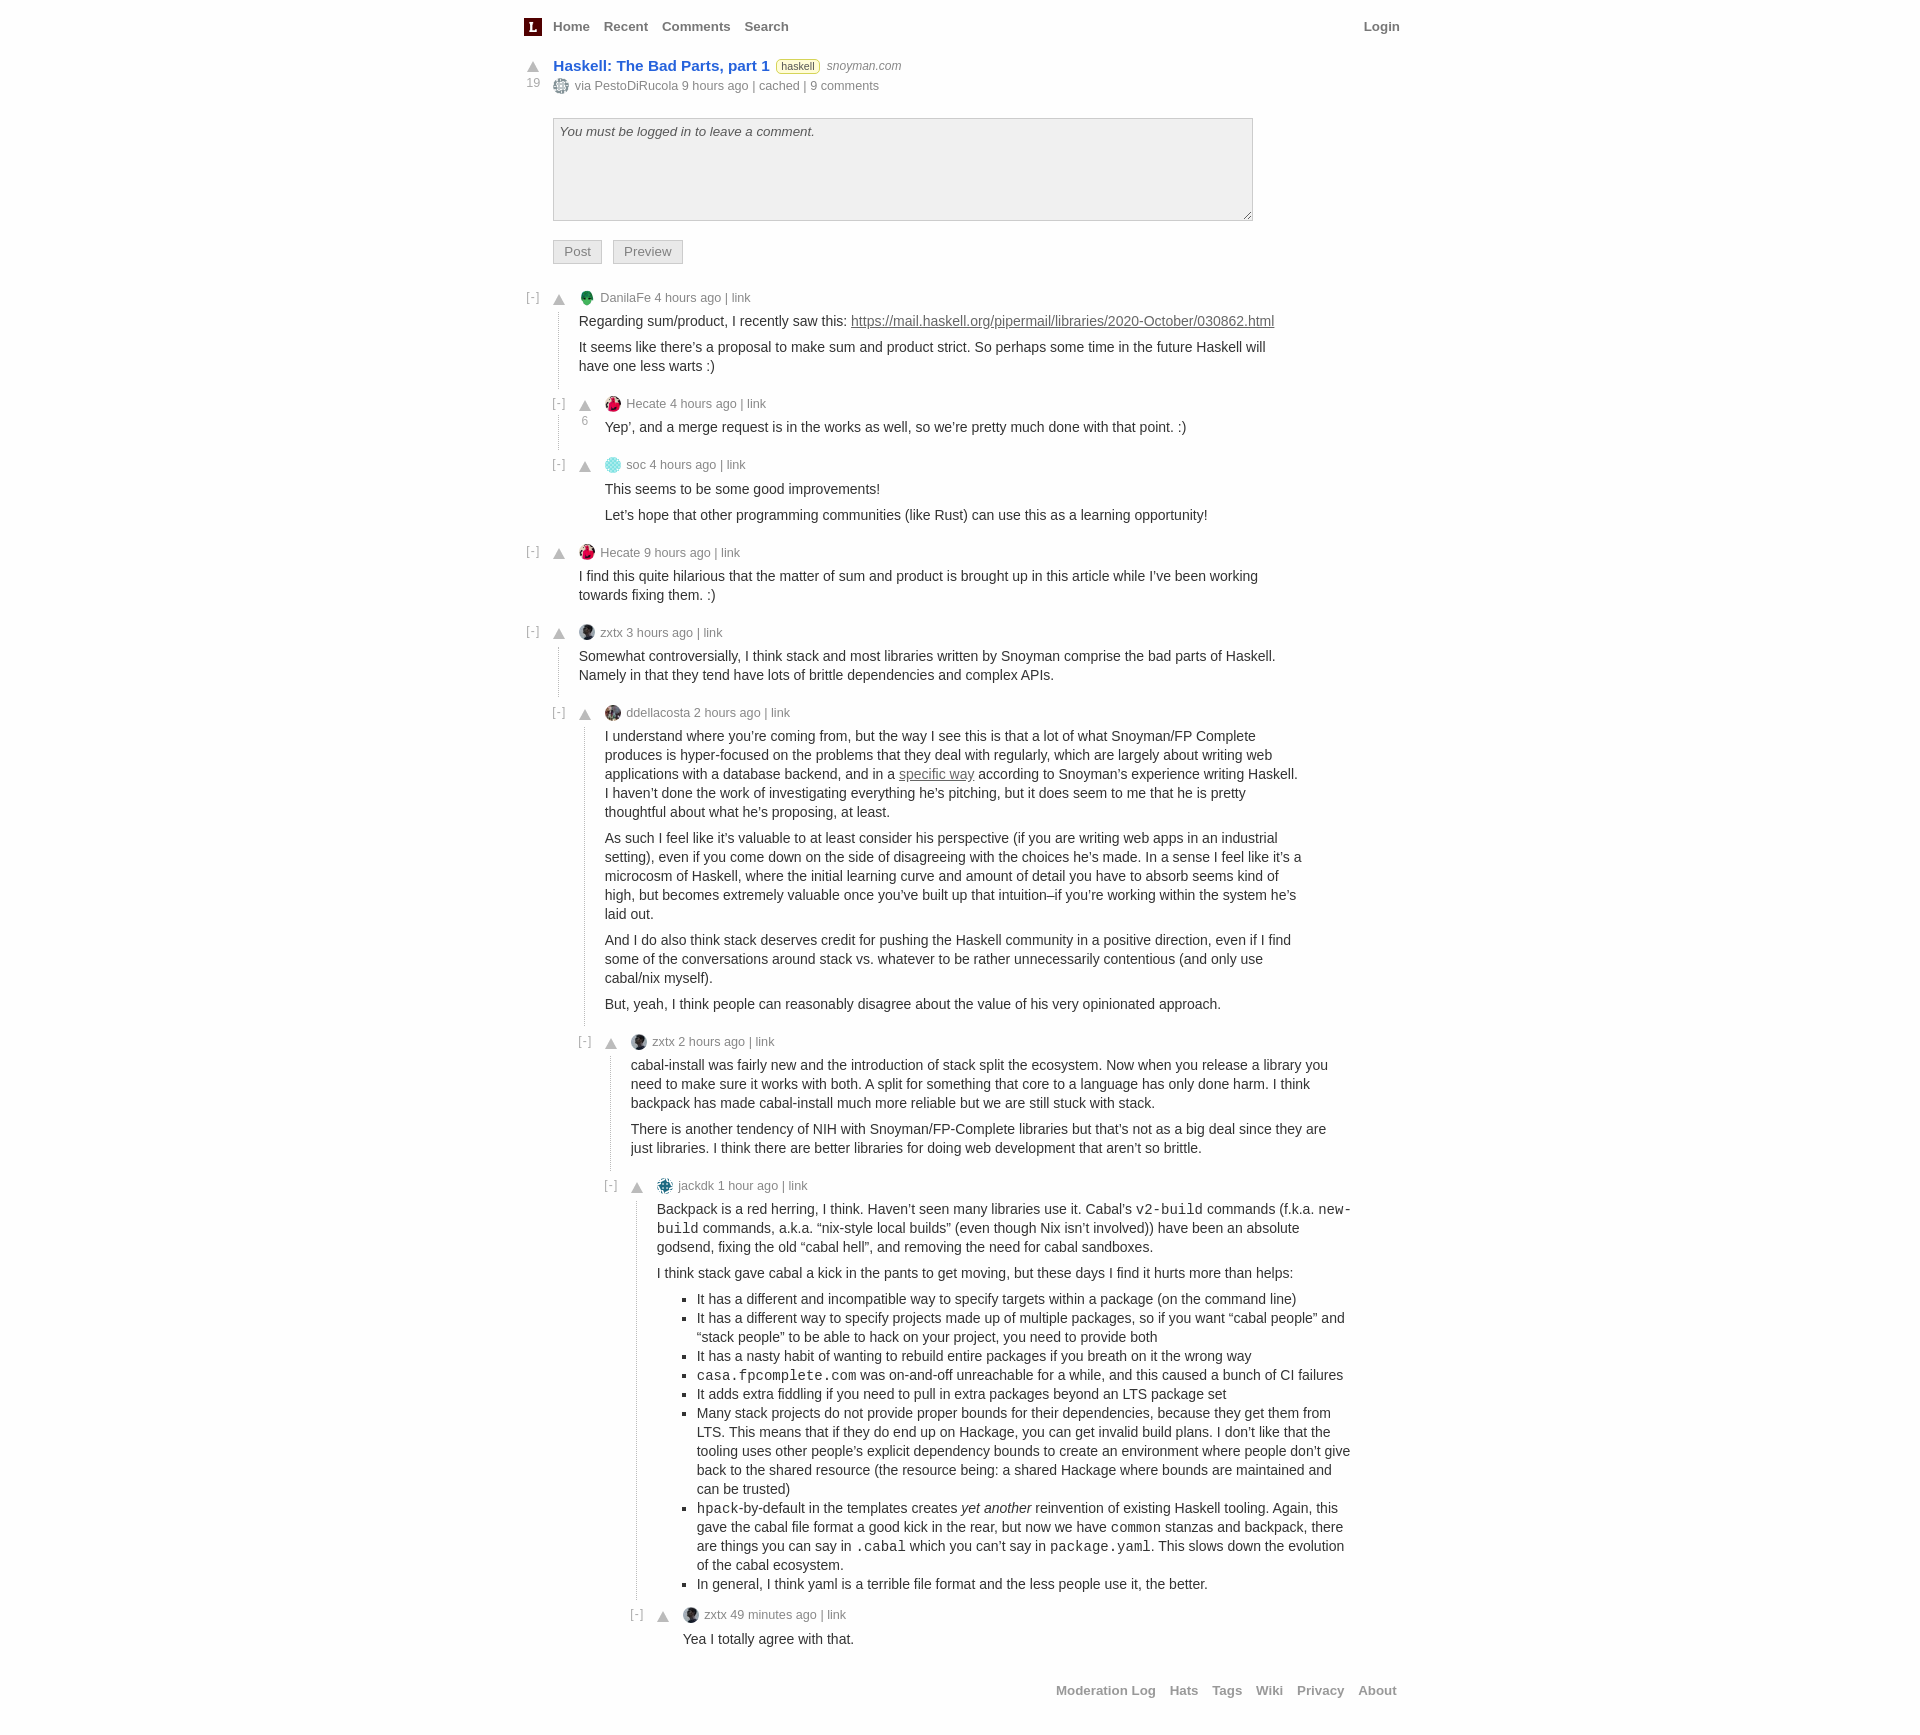 L Home Recent Comments Search Login
Haskell: The Bad Parts, part 1 haskell snoyman.com
19 via PestoDiRucola 9 hours ago | cached | 9 comments
You must be logged in to leave a comment.
Post Preview
[-] DanilaFe 4 hours ago | link
Regarding sum/product, I recently saw this: https://mail.haskell.org/pipermail/libraries/2020-October/030862.html
It seems like there’s a proposal to make sum and product strict. So perhaps some time in the future Haskell will
have one less warts :)
[-] Hecate 4 hours ago | link
6 Yep’, and a merge request is in the works as well, so we’re pretty much done with that point. :)
[-] soc 4 hours ago | link
This seems to be some good improvements!
Let’s hope that other programming communities (like Rust) can use this as a learning opportunity!
[-] Hecate 9 hours ago | link
I find this quite hilarious that the matter of sum and product is brought up in this article while I’ve been working
towards fixing them. :)
[-] zxtx 3 hours ago | link
Somewhat controversially, I think stack and most libraries written by Snoyman comprise the bad parts of Haskell.
Namely in that they tend have lots of brittle dependencies and complex APIs.
[-] ddellacosta 2 hours ago | link
I understand where you’re coming from, but the way I see this is that a lot of what Snoyman/FP Complete
produces is hyper-focused on the problems that they deal with regularly, which are largely about writing web
applications with a database backend, and in a specific way according to Snoyman’s experience writing Haskell.
I haven’t done the work of investigating everything he’s pitching, but it does seem to me that he is pretty
thoughtful about what he’s proposing, at least.
As such I feel like it’s valuable to at least consider his perspective (if you are writing web apps in an industrial
setting), even if you come down on the side of disagreeing with the choices he’s made. In a sense I feel like it’s a
microcosm of Haskell, where the initial learning curve and amount of detail you have to absorb seems kind of
high, but becomes extremely valuable once you’ve built up that intuition–if you’re working within the system he’s
laid out.
And I do also think stack deserves credit for pushing the Haskell community in a positive direction, even if I find
some of the conversations around stack vs. whatever to be rather unnecessarily contentious (and only use
cabal/nix myself).
But, yeah, I think people can reasonably disagree about the value of his very opinionated approach.
[-] zxtx 2 hours ago | link
cabal-install was fairly new and the introduction of stack split the ecosystem. Now when you release a library you
need to make sure it works with both. A split for something that core to a language has only done harm. I think
backpack has made cabal-install much more reliable but we are still stuck with stack.
There is another tendency of NIH with Snoyman/FP-Complete libraries but that’s not as a big deal since they are
just libraries. I think there are better libraries for doing web development that aren’t so brittle.
[-] jackdk 1 hour ago | link
Backpack is a red herring, I think. Haven’t seen many libraries use it. Cabal’s v2-build commands (f.k.a. new-
build commands, a.k.a. “nix-style local builds” (even though Nix isn’t involved)) have been an absolute
godsend, fixing the old “cabal hell”, and removing the need for cabal sandboxes.
I think stack gave cabal a kick in the pants to get moving, but these days I find it hurts more than helps:
▪ It has a different and incompatible way to specify targets within a package (on the command line)
▪ It has a different way to specify projects made up of multiple packages, so if you want “cabal people” and
“stack people” to be able to hack on your project, you need to provide both
▪ It has a nasty habit of wanting to rebuild entire packages if you breath on it the wrong way
▪ casa.fpcomplete.com was on-and-off unreachable for a while, and this caused a bunch of CI failures
▪ It adds extra fiddling if you need to pull in extra packages beyond an LTS package set
▪ Many stack projects do not provide proper bounds for their dependencies, because they get them from
LTS. This means that if they do end up on Hackage, you can get invalid build plans. I don’t like that the
tooling uses other people’s explicit dependency bounds to create an environment where people don’t give
back to the shared resource (the resource being: a shared Hackage where bounds are maintained and
can be trusted)
▪ hpack-by-default in the templates creates yet another reinvention of existing Haskell tooling. Again, this
gave the cabal file format a good kick in the rear, but now we have common stanzas and backpack, there
are things you can say in .cabal which you can’t say in package.yaml. This slows down the evolution
of the cabal ecosystem.
▪ In general, I think yaml is a terrible file format and the less people use it, the better.
[-] zxtx 49 minutes ago | link
Yea I totally agree with that.
Moderation Log Hats Tags Wiki Privacy About